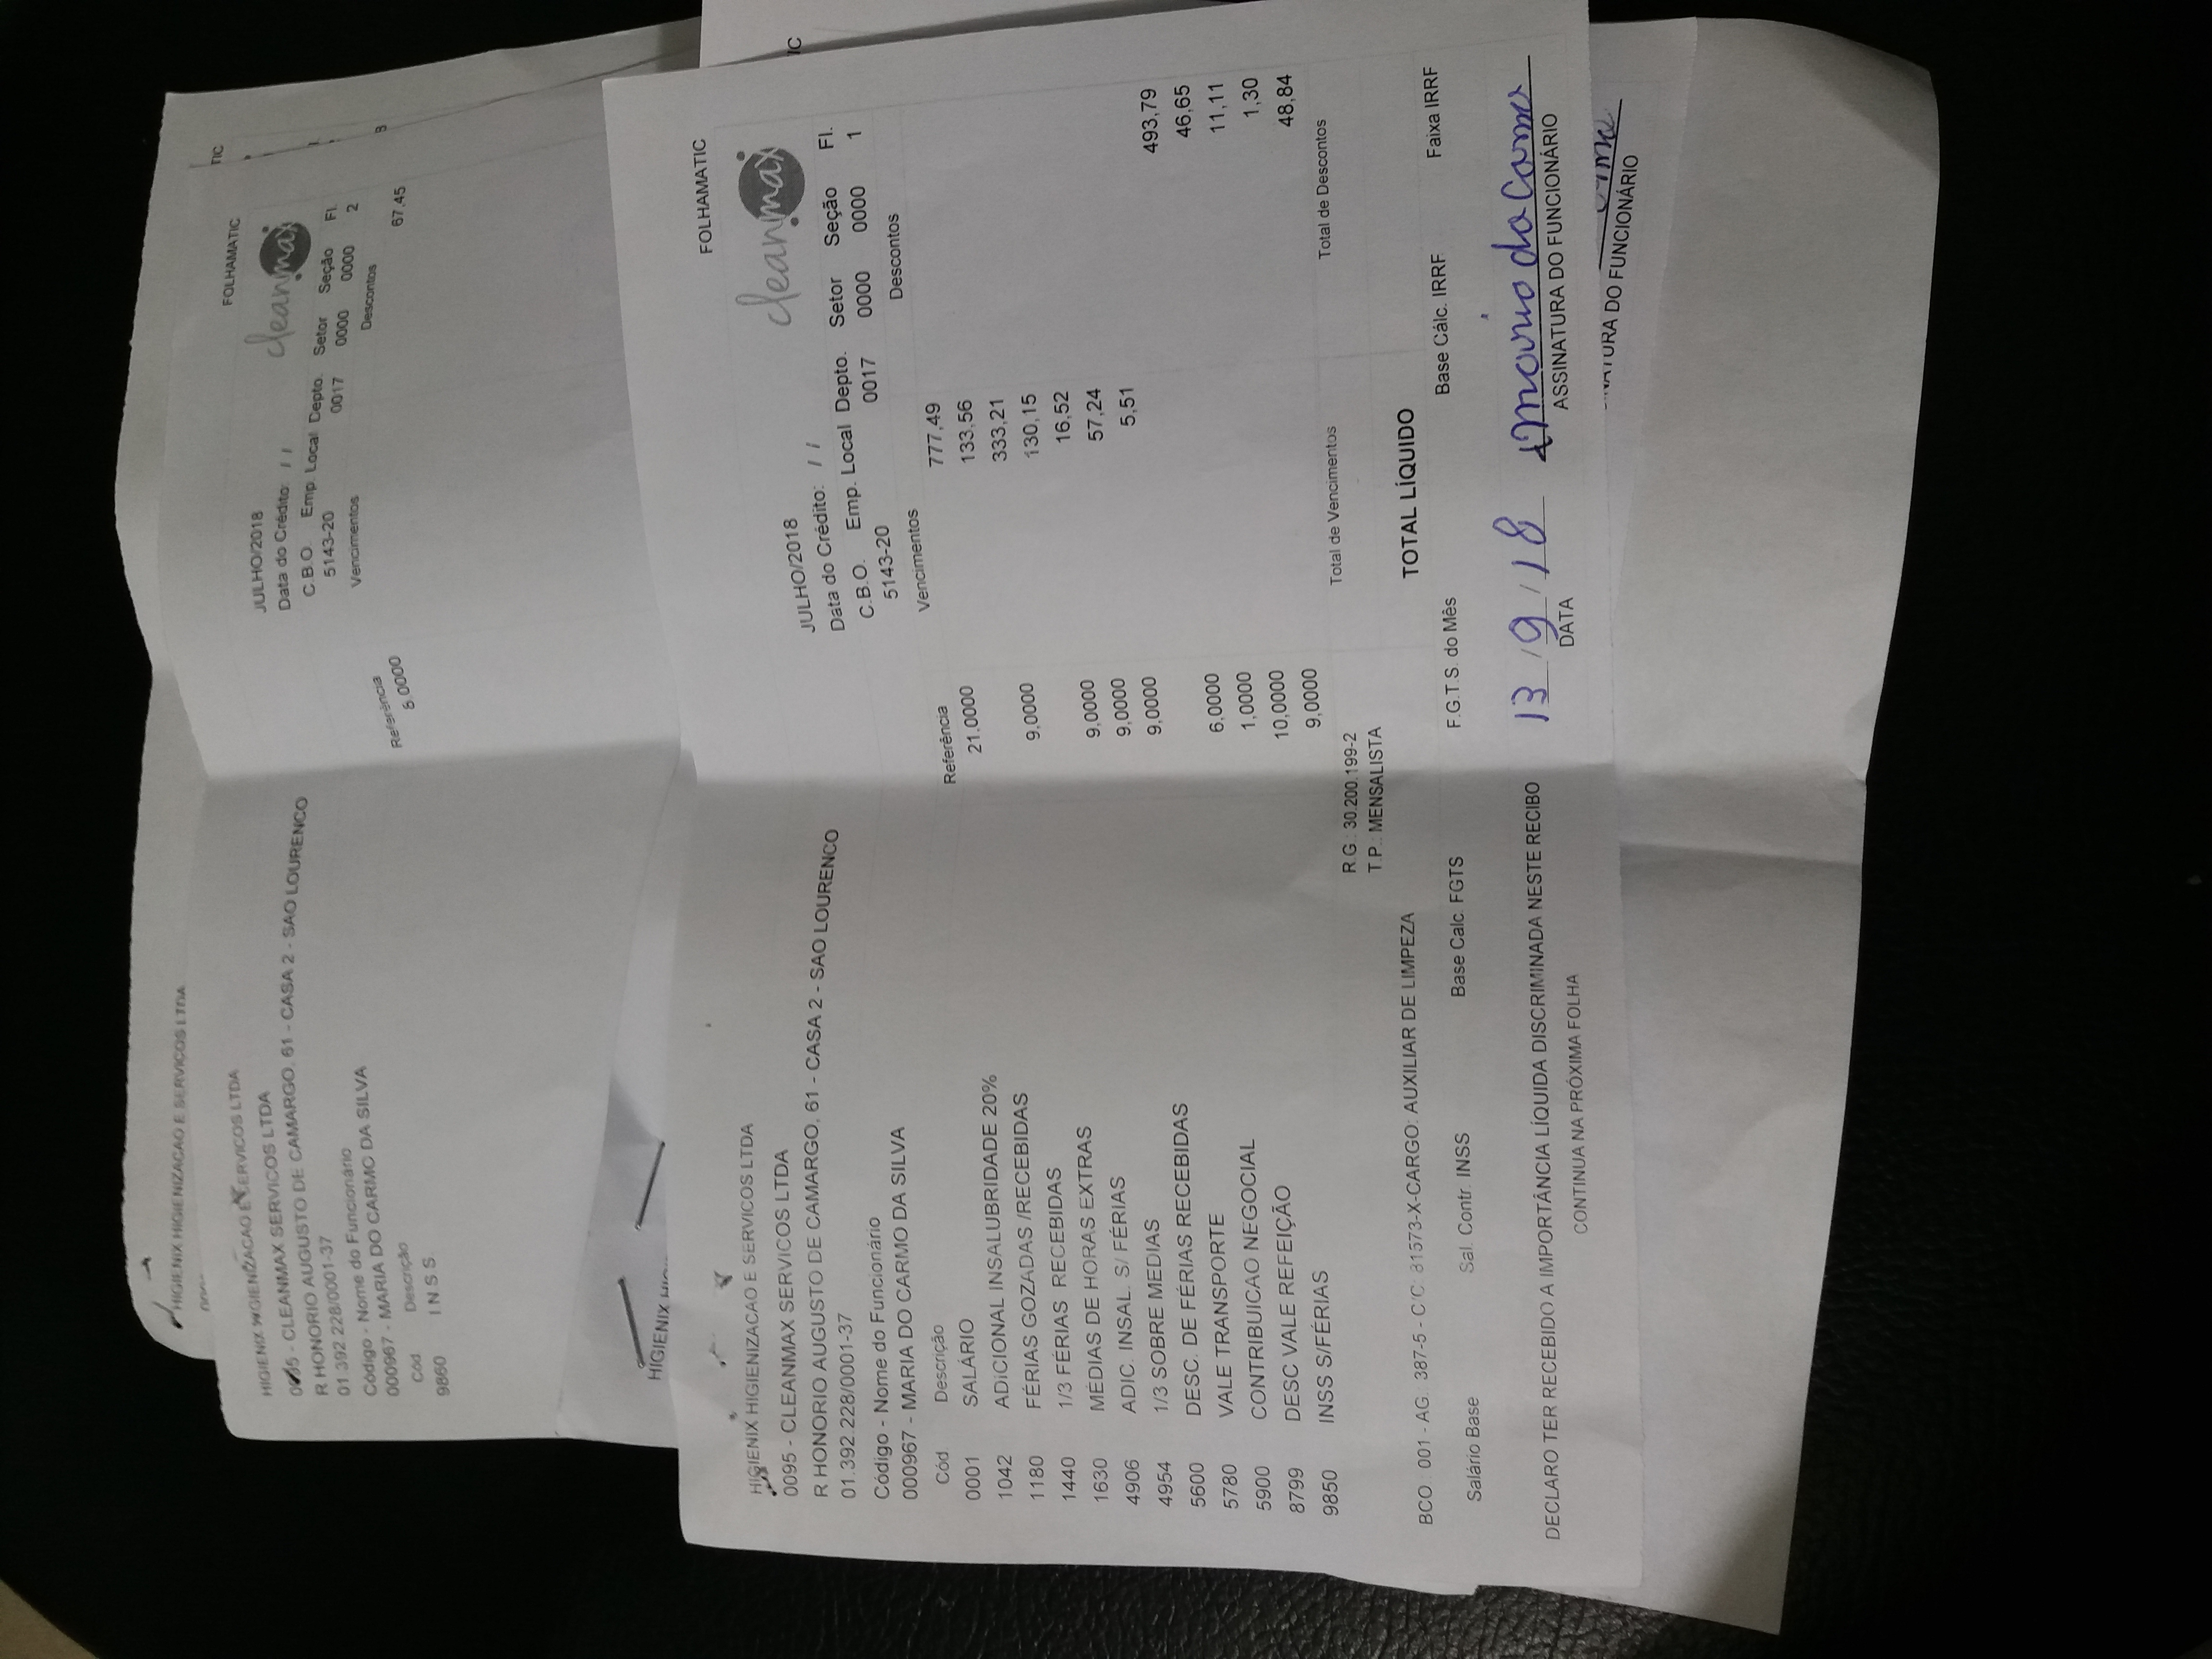 HIGIENIX HIGIENIZACAO E SERVICOS LTDA
TIC
HIGIENIX HIGIENIZACAO E SERVICOS LTDA
FOLHAMATIC
0095 - CLEANMAX SERVICOS LTDA
JULHO/2018
cleanmax
R HONORIO AUGUSTO DE CAMARGO, 61 - CASA 2 - SAO LOURENCO
Data do Crédito: / /
01.392.228/0001-37
C.B.O. Emp. Local Depto. Setor Seção Fl.
Código - Nome do Funcionário
5143-20 0017 0000 0000 2
000967 - MARIA DO CARMO DA SILVA
Vencimentos Descontos
Cód. Descrição Referência
9860 I.N.S.S. 8,0000 67,45
HIGIENIX
FOLHAMATIC
HIGIENIX HIGIENIZACAO E SERVICOS LTDA
cleanmax
0095 - CLEANMAX SERVICOS LTDA
JULHO/2018
R HONORIO AUGUSTO DE CAMARGO, 61 - CASA 2 - SAO LOURENCO
Data do Crédito: / /
01.392.228/0001-37
C.B.O. Emp. Local Depto. Setor Seção Fl.
Código - Nome do Funcionário
5143-20 0017 0000 0000 1
000967 - MARIA DO CARMO DA SILVA
Vencimentos Descontos
Cód Descrição Referência
0001 SALÁRIO 21,0000 777,49
1042 ADICIONAL INSALUBRIDADE 20% 133,56
1180 FÉRIAS GOZADAS /RECEBIDAS 9,0000 333,21
1440 1/3 FÉRIAS RECEBIDAS 130,15
1630 MÉDIAS DE HORAS EXTRAS 9,0000 16,52
4906 ADIC. INSAL. S/ FÉRIAS 9,0000 57,24
4954 1/3 SOBRE MEDIAS 9,0000 5,51
5600 DESC. DE FÉRIAS RECEBIDAS 493,79
5780 VALE TRANSPORTE 6,0000 46,65
5900 CONTRIBUICAO NEGOCIAL 1,0000 11,11
8799 DESC VALE REFEIÇÃO 10,0000 1,30
9850 INSS S/FÉRIAS 9,0000 48,84
R.G.: 30.200.199-2 Total de Vencimentos Total de Descontos
T.P.: MENSALISTA
BCO.: 001 - AG.: 387-5 - C/C: 81573-X-CARGO: AUXILIAR DE LIMPEZA
TOTAL LÍQUIDO
Salário Base Sal. Contr. INSS Base Calc. FGTS F.G.T.S. do Mês Base Cálc. IRRF Faixa IRRF
DECLARO TER RECEBIDO A IMPORTÂNCIA LÍQUIDA DISCRIMINADA NESTE RECIBO
13 / 9 / 18
DATA ASSINATURA DO FUNCIONÁRIO
CONTINUA NA PRÓXIMA FOLHA
NATURA DO FUNCIONÁRIO